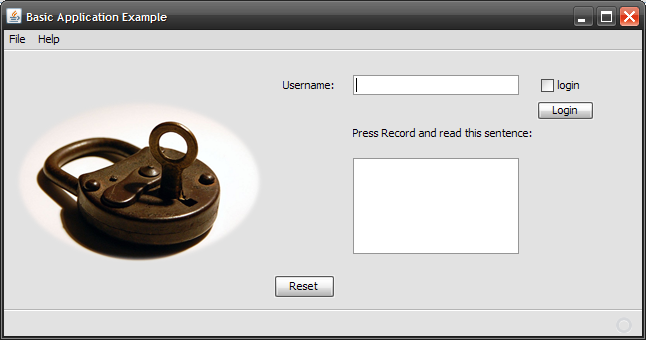 Basic Application Example
File Help
Username:
login
Login
Press Record and read this sentence:
Reset